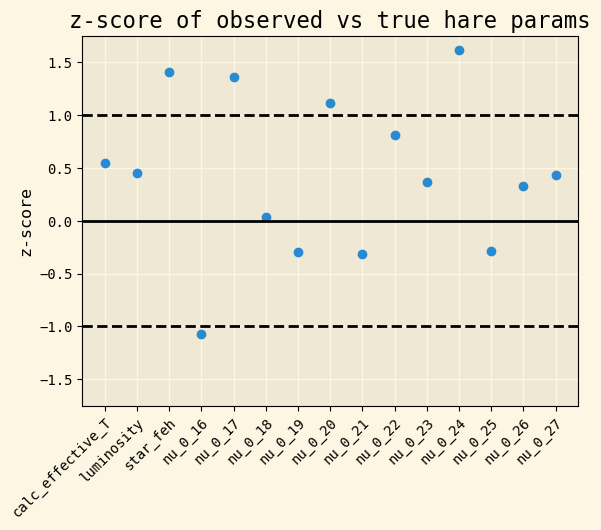 z-score of observed vs true hare params
z-score
1.5
1.0
0.5
0.0
−0.5
−1.0
−1.5
calc_effective_T
luminosity
star_feh
nu_0_16
nu_0_17
nu_0_18
nu_0_19
nu_0_20
nu_0_21
nu_0_22
nu_0_23
nu_0_24
nu_0_25
nu_0_26
nu_0_27